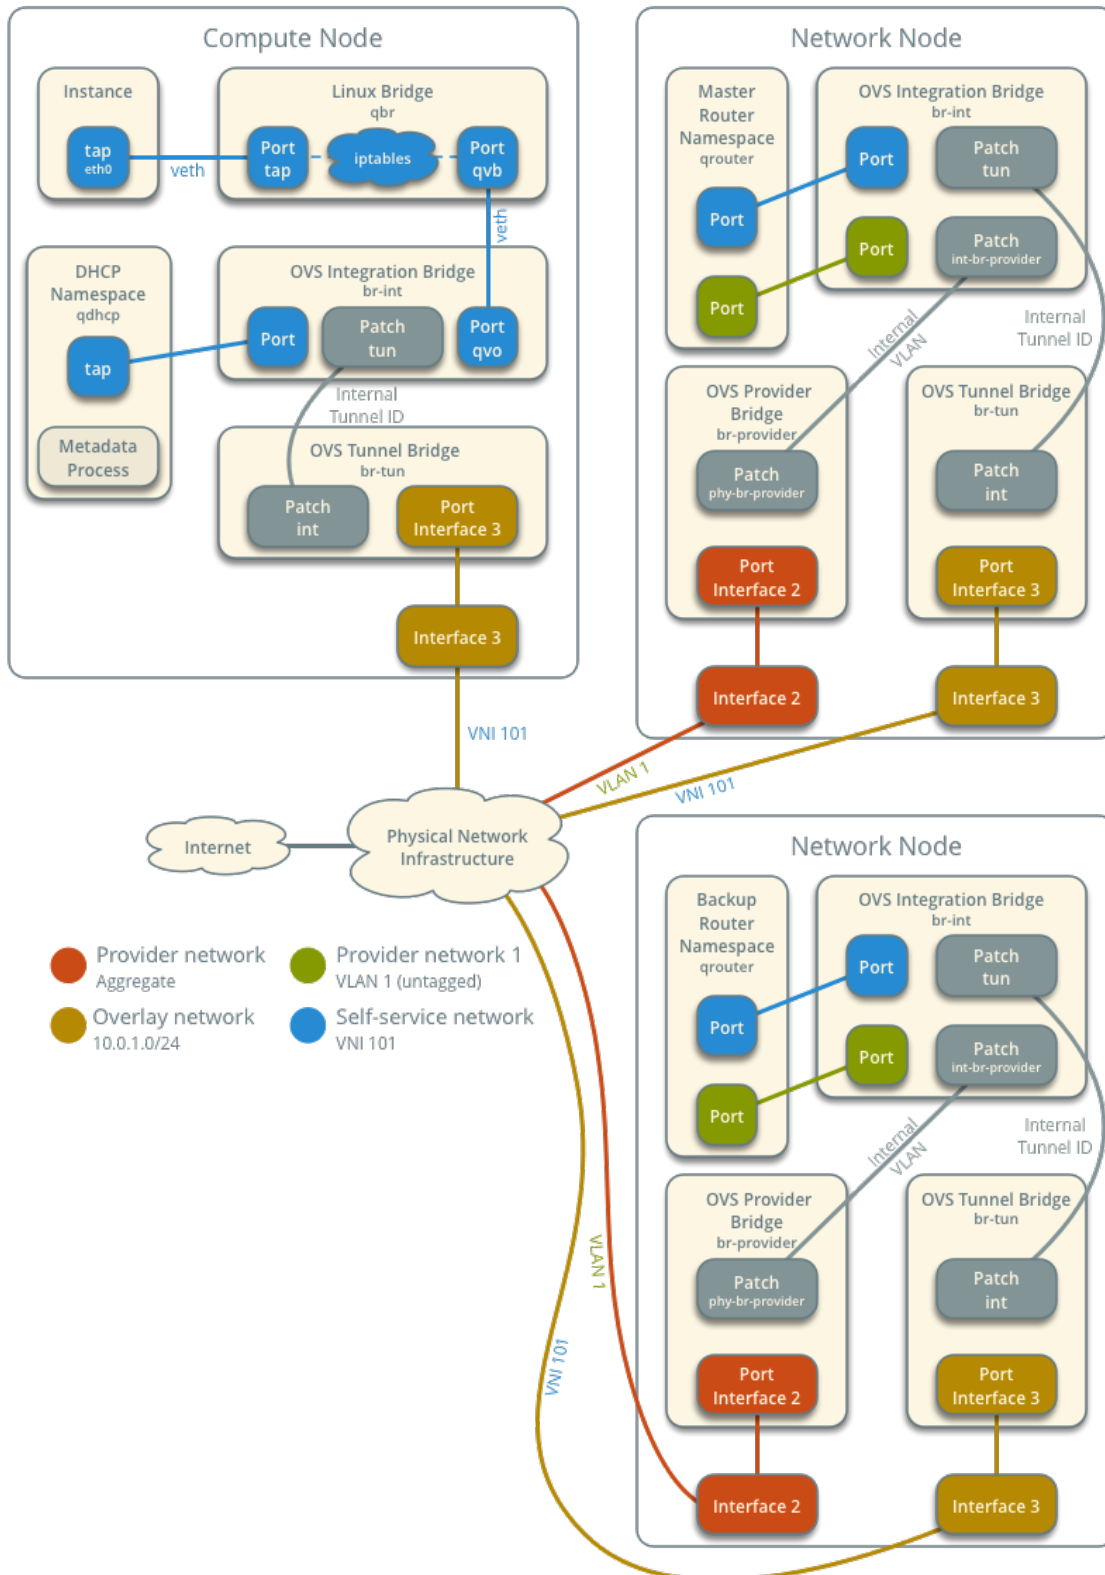 Compute Node
Instance
tap
eth0
veth
Linux Bridge
qbr
Port
tap
iptables
Port
qvb
veth
DHCP
Namespace
qdhcp
tap
Metadata
Process
OVS Integration Bridge
br-int
Port
Patch
tun
Port
qvo
Internal
Tunnel ID
OVS Tunnel Bridge
br-tun
Patch
int
Port
Interface 3
Interface 3
VNI 101
Network Node
Master
Router
Namespace
qrouter
Port
Port
OVS Integration Bridge
br-int
Port
Patch
tun
Port
Patch
int-br-provider
Internal
VLAN
Internal
Tunnel ID
OVS Provider
Bridge
br-provider
Patch
phy-br-provider
Port
Interface 2
OVS Tunnel Bridge
br-tun
Patch
int
Port
Interface 3
Interface 2
Interface 3
VLAN 1
VNI 101
Internet
Physical Network
Infrastructure
Provider network
Aggregate
Provider network 1
VLAN 1 (untagged)
Overlay network
10.0.1.0/24
Self-service network
VNI 101
Network Node
Backup
Router
Namespace
qrouter
Port
Port
OVS Integration Bridge
br-int
Port
Patch
tun
Port
Patch
int-br-provider
Internal
VLAN
Internal
Tunnel ID
OVS Provider
Bridge
br-provider
Patch
phy-br-provider
Port
Interface 2
OVS Tunnel Bridge
br-tun
Patch
int
Port
Interface 3
Interface 2
Interface 3
VLAN 1
VNI 101